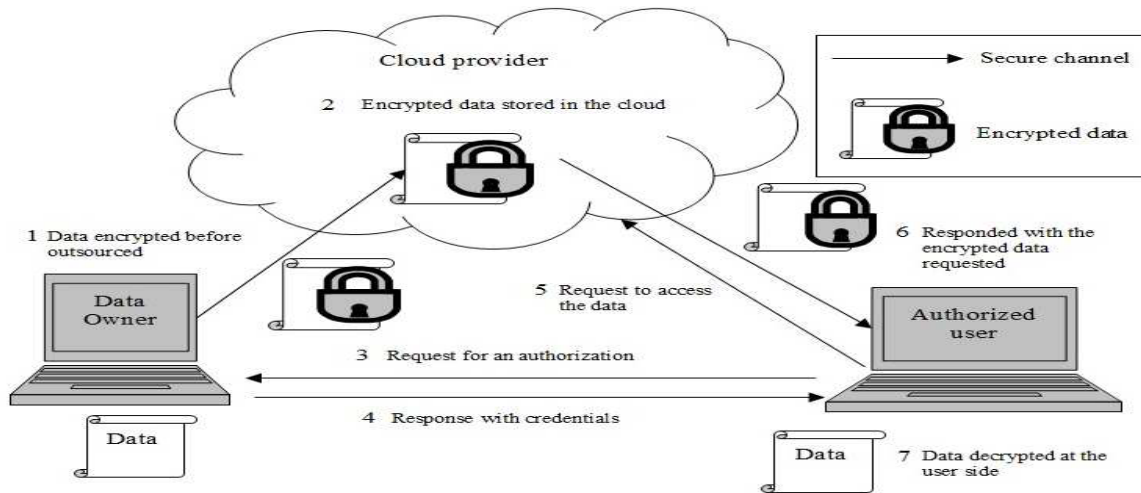 Cloud provider
2 Encrypted data stored in the cloud
Secure channel
Encrypted data
1 Data encrypted before
outsourced
Data
Owner
6 Responded with the
encrypted data
requested
5 Request to access
the data
Authorized
user
3 Request for an authorization
4 Response with credentials
Data
Data
7 Data decrypted at the
user side